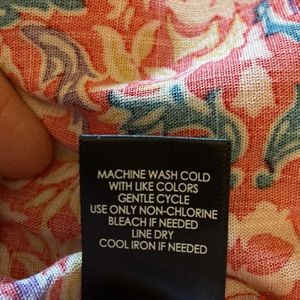 MACHINE WASH COLD
WITH LIKE COLORS
GENTLE CYCLE
USE ONLY NON-CHLORINE
BLEACH IF NEEDED
LINE DRY
COOL IRON IF NEEDED